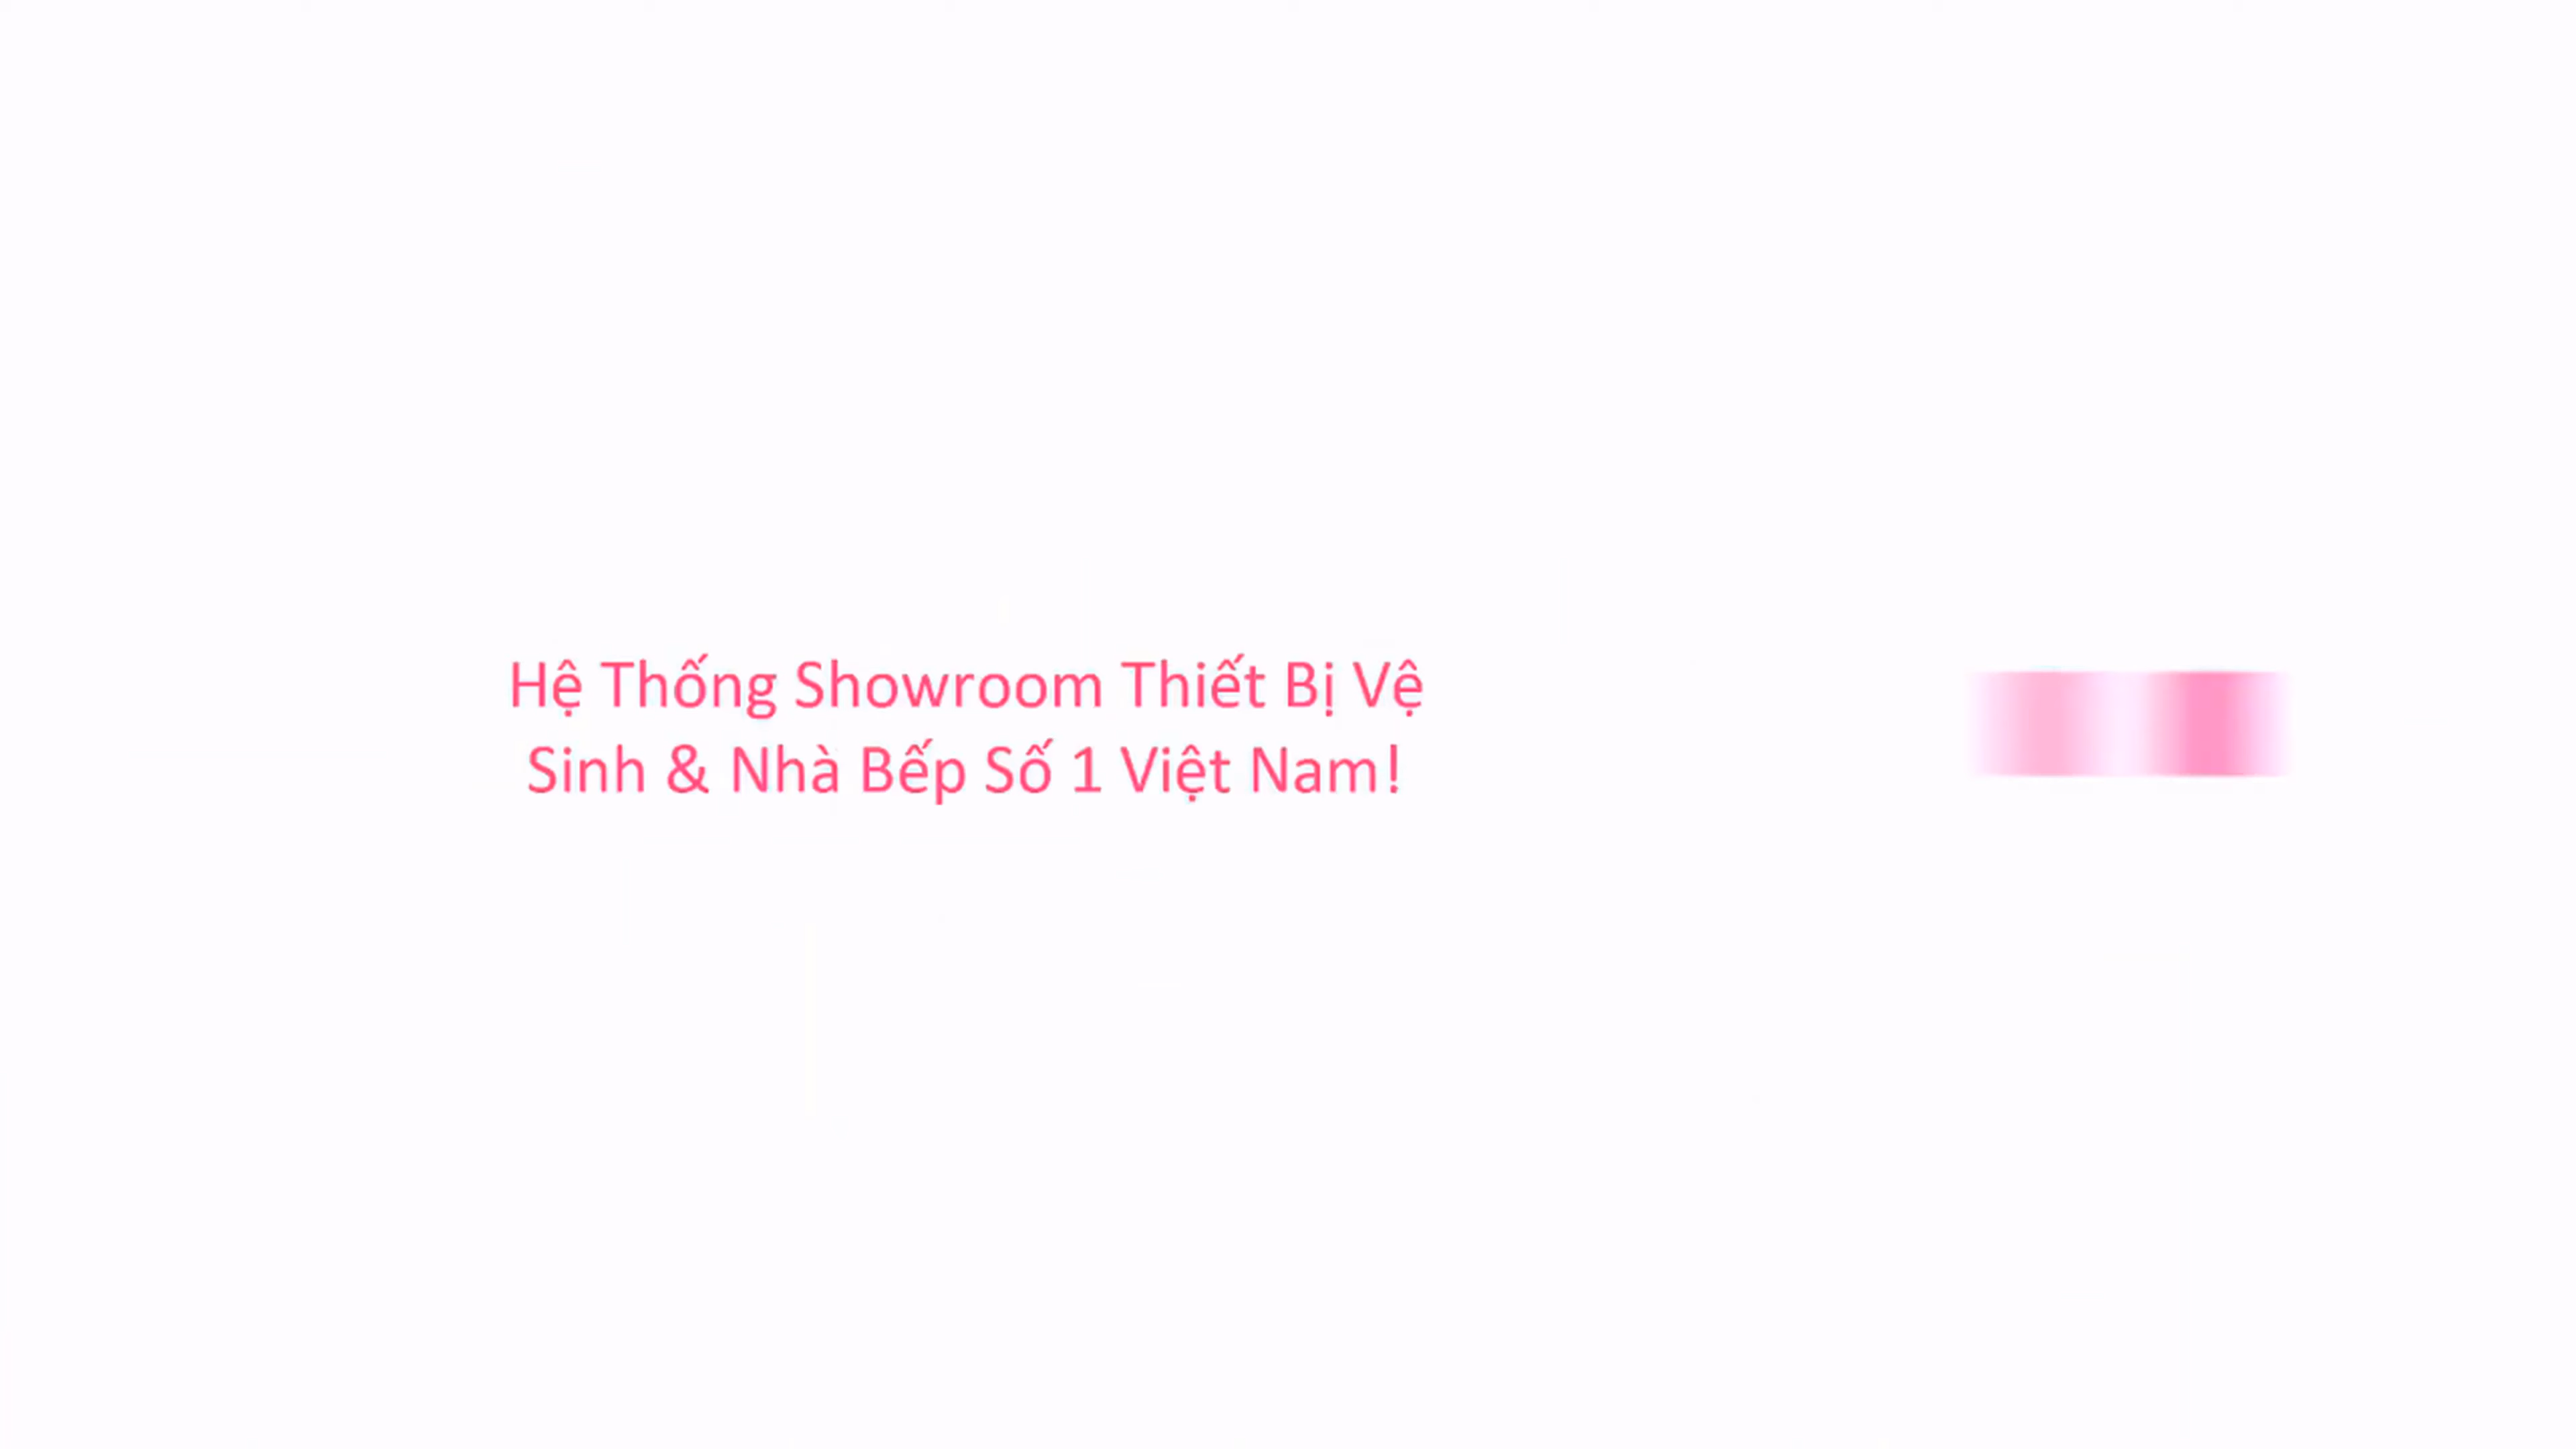 Hệ Thống Showroom Thiết Bị Vệ
Sinh & Nhà Bếp Số 1 Việt Nam!